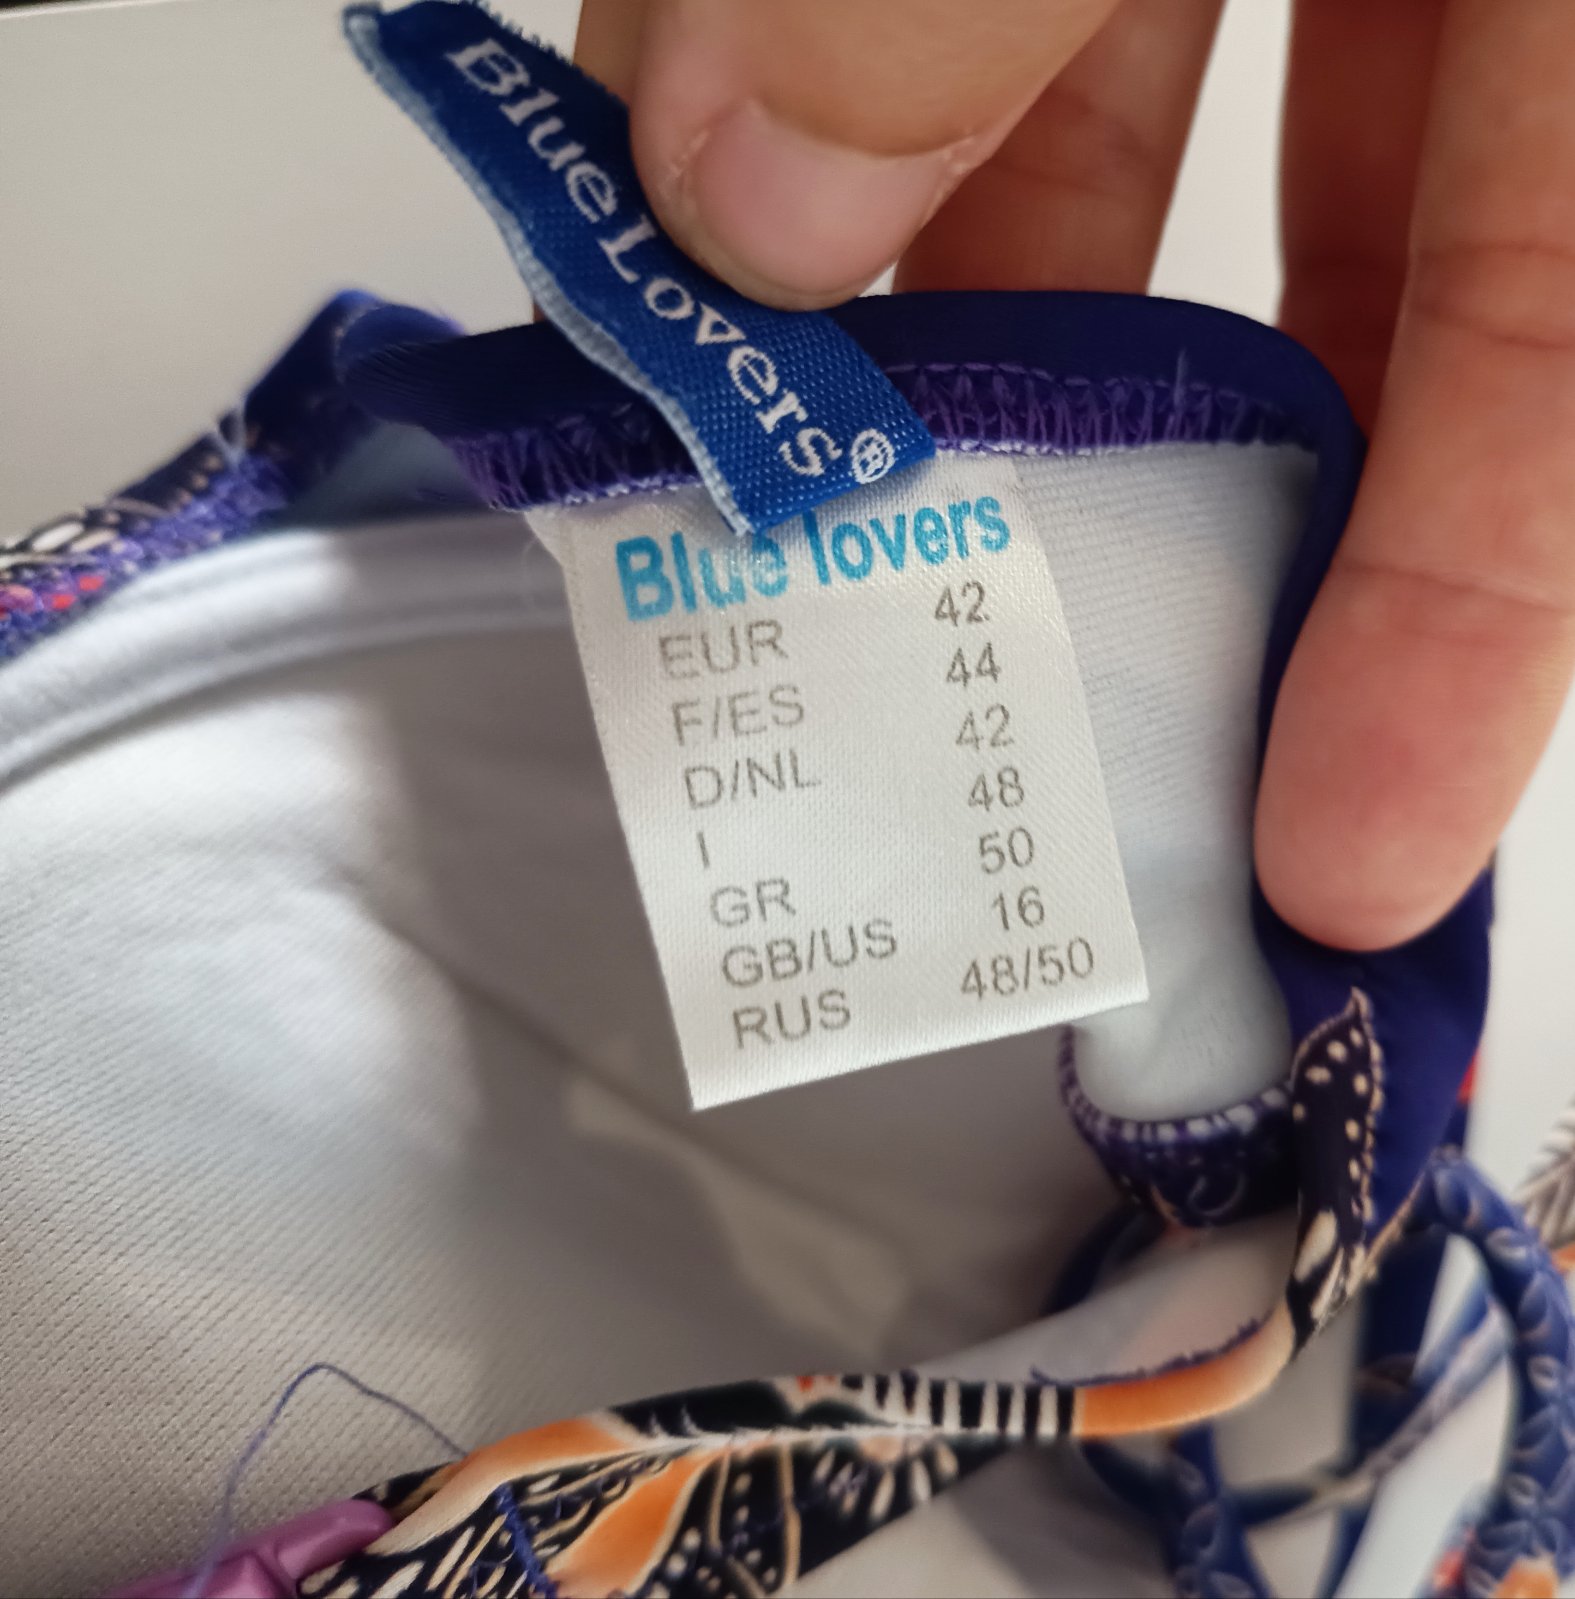 Blue Lovers®
Blue lovers
EUR 42
F/ES 44
D/NL 42
I 48
GR 50
GB/US 16
RUS 48/50